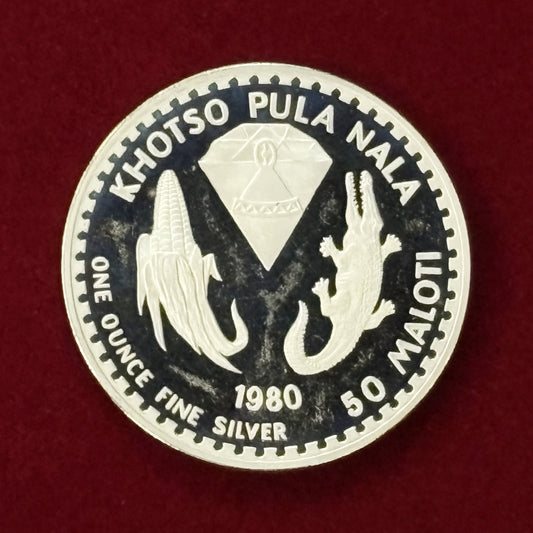 KHOTSO PULA NALA
50 MALOTI
1980
ONE OUNCE FINE SILVER